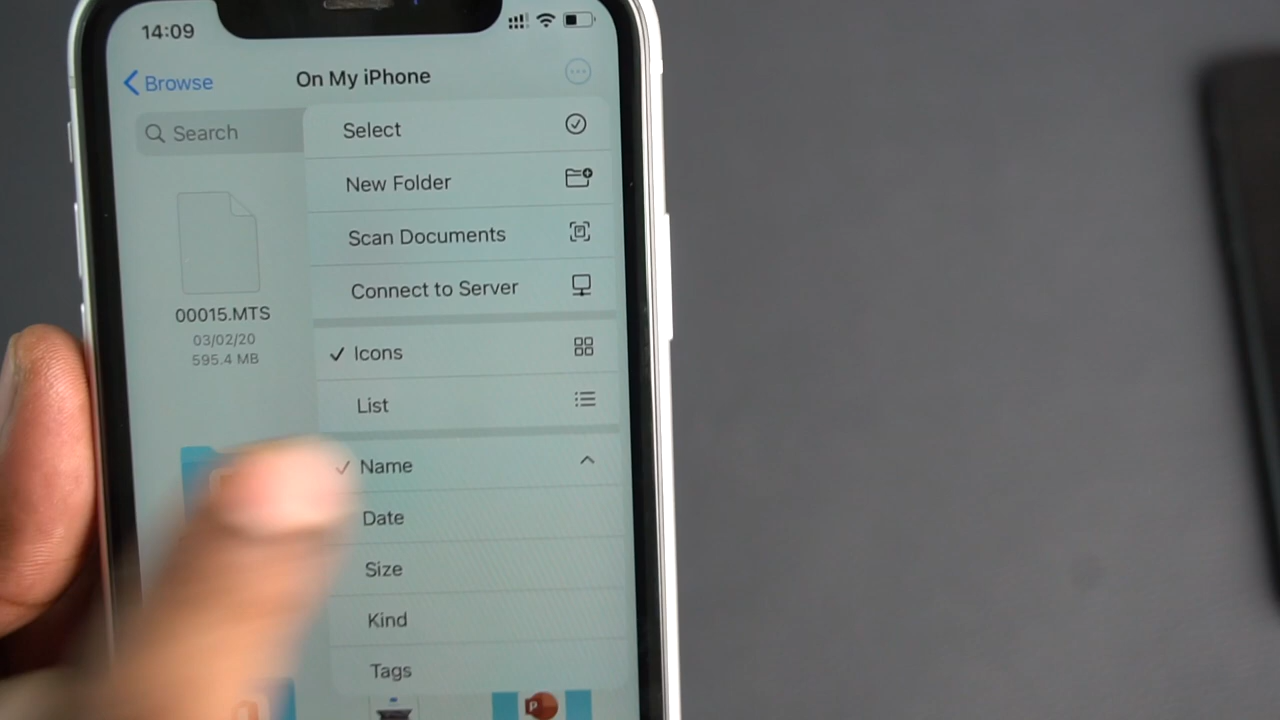 14:09
Browse
On My iPhone
Search
Select
New Folder
Scan Documents
Connect to Server
00015.MTS
03/02/20
595.4 MB
Icons
List
Name
Date
Size
Kind
Tags
P